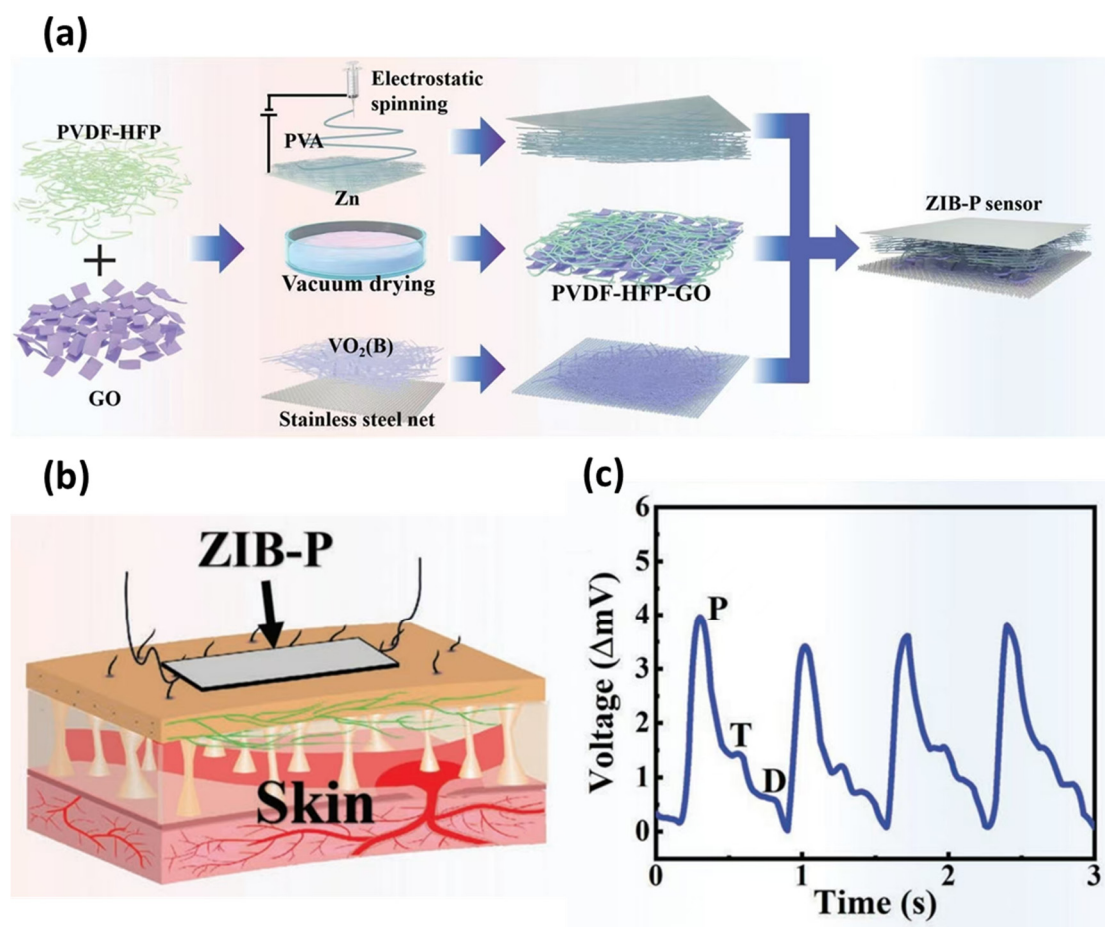 (a)
Electrostatic
spinning
PVDF-HFP
PVA
Zn
ZIB-P sensor
+
Vacuum drying
PVDF-HFP-GO
VO₂(B)
GO
Stainless steel net
(b)
ZIB-P
Skin
(c)
6
5
4
3
2
1
0
Voltage (ΔmV)
P
T
D
0
1
2
3
Time (s)